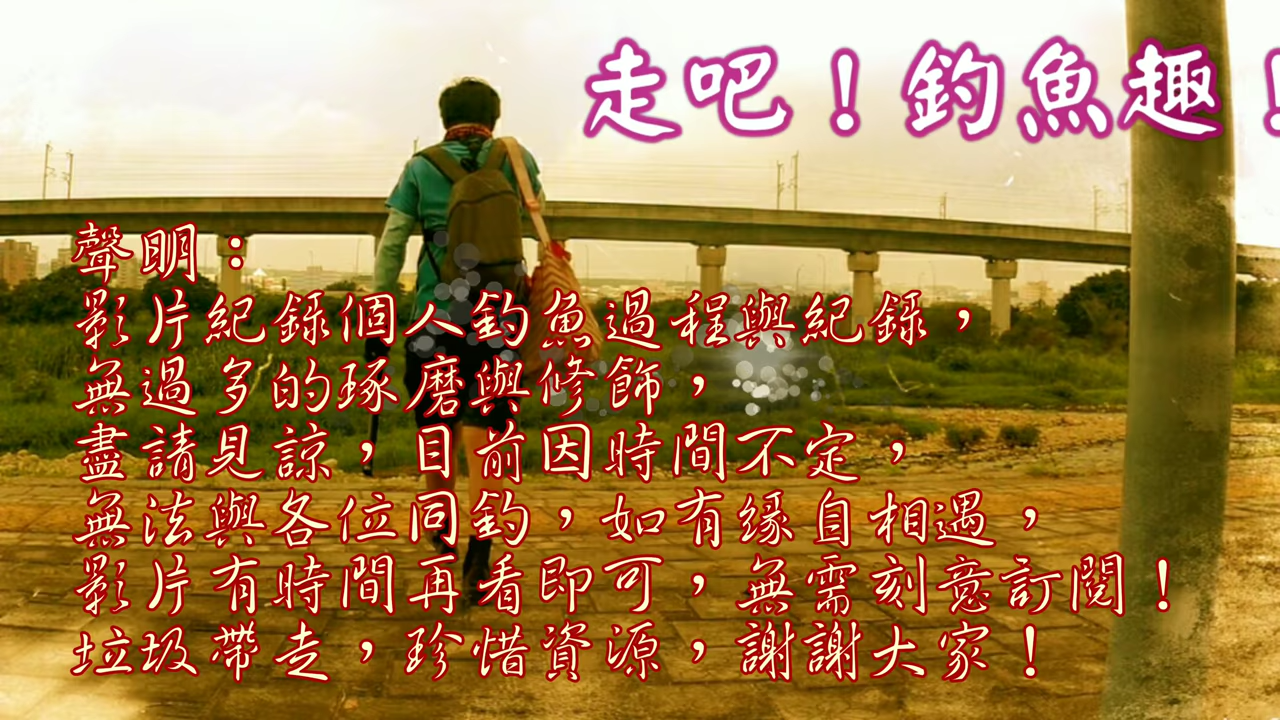 走吧！釣魚趣！
聲明：
影片紀錄個人釣魚過程與紀錄，
無過多的琢磨與修飾，
盡請見諒，目前因時間不定，
無法與各位同釣，如有緣自相遇，
影片有時間再看即可，無需刻意訂閱！
垃圾帶走，珍惜資源，謝謝大家！